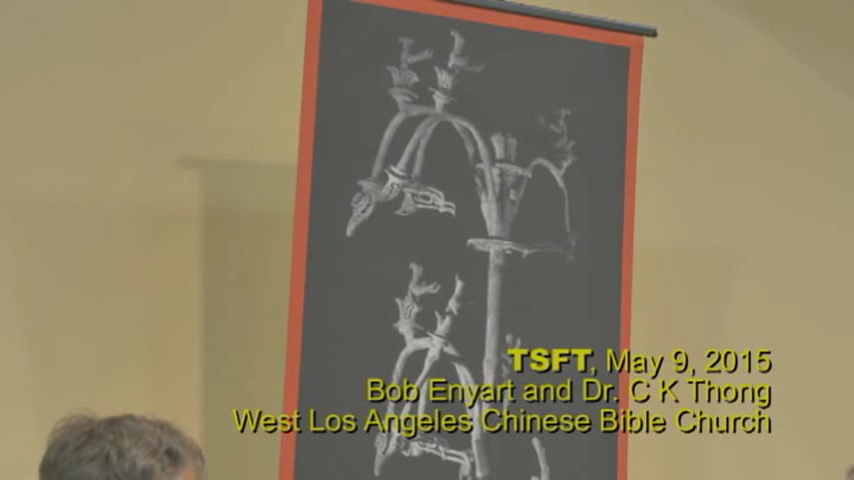 TSFT, May 9, 2015
Bob Enyart and Dr. C K Thong
West Los Angeles Chinese Bible Church